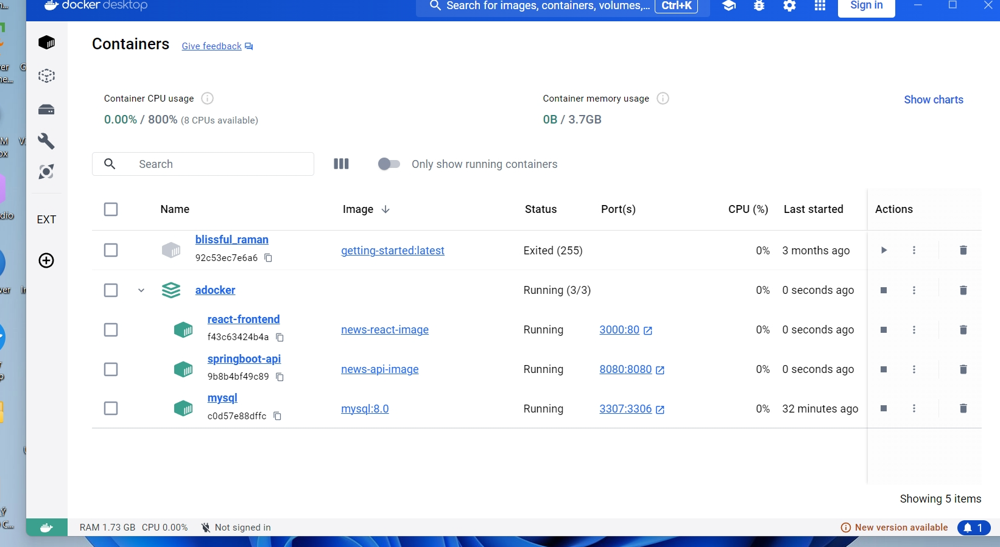 docker desktop
Search for images, containers, volumes,... Ctrl+K
Sign in
Containers Give feedback
Container CPU usage
0.00% / 800% (8 CPUs available)
Container memory usage
0B / 3.7GB
Show charts
Search
Only show running containers
Name Image Status Port(s) CPU (%) Last started Actions
blissful_raman
92c53ec7e6a6
getting-started:latest Exited (255) 0% 3 months ago
adocker Running (3/3) 0% 0 seconds ago
react-frontend
f43c63424b4a
news-react-image Running 3000:80 0% 0 seconds ago
springboot-api
9b8b4bf49c89
news-api-image Running 8080:8080 0% 0 seconds ago
mysql
c0d57e88dffc
mysql:8.0 Running 3307:3306 0% 32 minutes ago
Showing 5 items
EXT
RAM 1.73 GB CPU 0.00% Not signed in
New version available 1